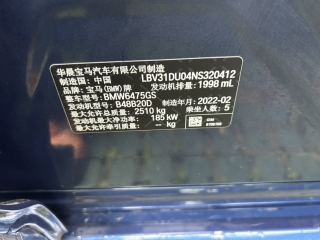 华晨宝马汽车有限公司制造
制造国: 中国 LBV31DU04NS320412
品牌: 宝马(BMW)牌 发动机排量: 1998 mL
整车型号: BMW6475GS
发动机型号: B48B20D 制造年月: 2022-02
最大允许总质量: 2510 kg 乘坐人数: 5
发动机最大净功率: 185 kW
最大允许牵引质量: kg